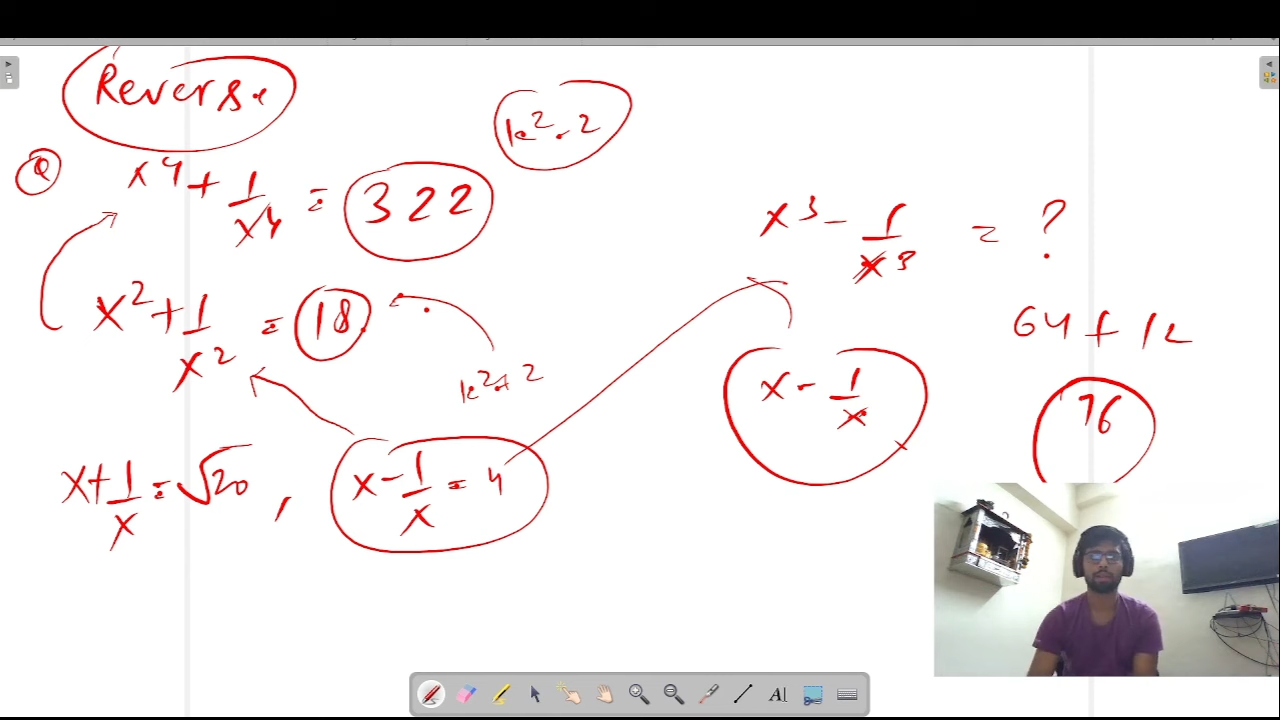 Reverse
k² - 2
Q x⁴ + 1/x⁴ = 322
x³ - 1/x³ = ?
x² + 1/x² = 18
64 + 12
k² + 2
x - 1/x
76
x + 1/x = √20 , x - 1/x = 4
AI